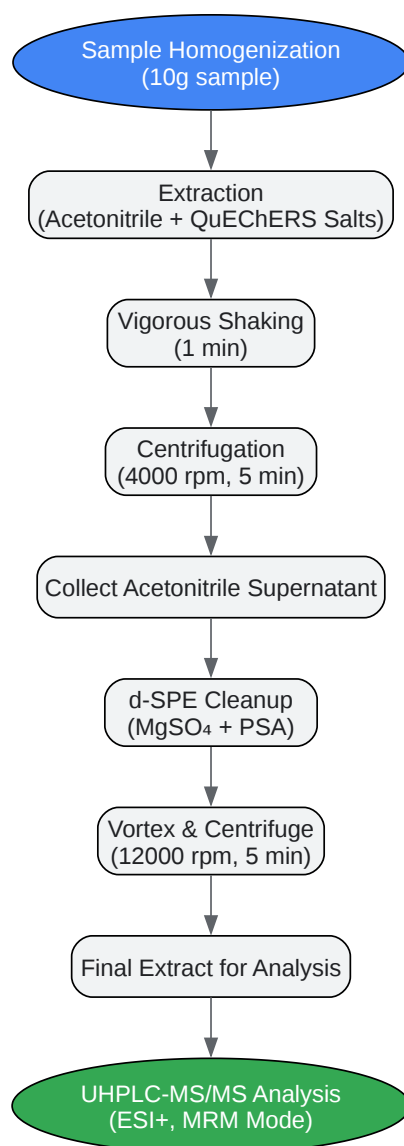 Sample Homogenization
(10g sample)
Extraction
(Acetonitrile + QuEChERS Salts)
Vigorous Shaking
(1 min)
Centrifugation
(4000 rpm, 5 min)
Collect Acetonitrile Supernatant
d-SPE Cleanup
(MgSO₄ + PSA)
Vortex & Centrifuge
(12000 rpm, 5 min)
Final Extract for Analysis
UHPLC-MS/MS Analysis
(ESI+, MRM Mode)